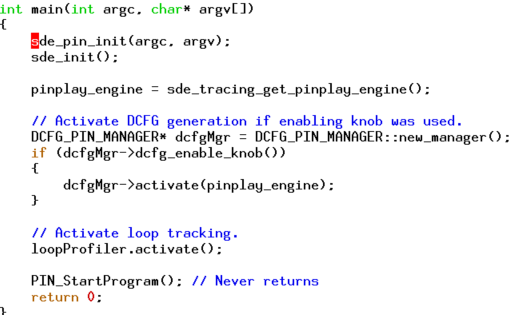 int main(int argc, char* argv[])
{
    sde_pin_init(argc, argv);
    sde_init();

    pinplay_engine = sde_tracing_get_pinplay_engine();

    // Activate DCFG generation if enabling knob was used.
    DCFG_PIN_MANAGER* dcfgMgr = DCFG_PIN_MANAGER::new_manager();
    if (dcfgMgr->dcfg_enable_knob())
    {
        dcfgMgr->activate(pinplay_engine);
    }

    // Activate loop tracking.
    loopProfiler.activate();

    PIN_StartProgram(); // Never returns
    return 0;
}